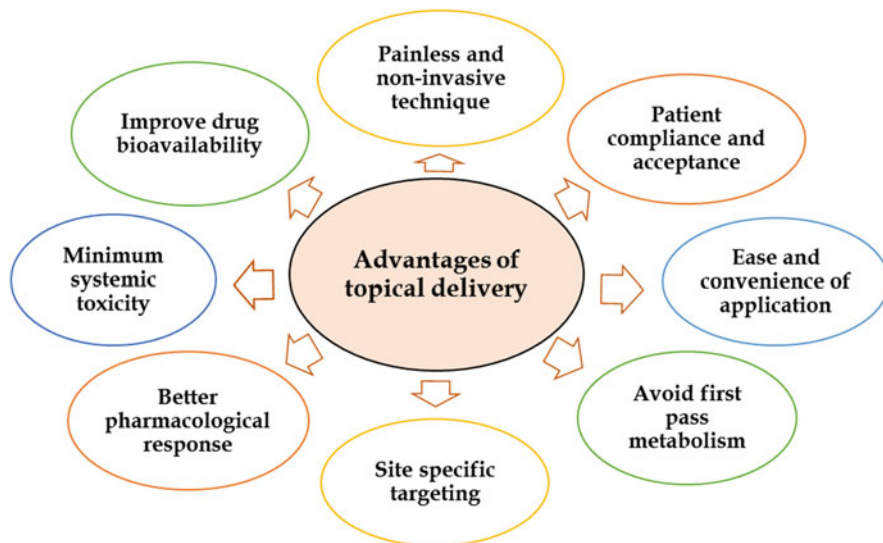 Painless and
non-invasive
technique
Improve drug
bioavailability
Patient
compliance and
acceptance
Minimum
systemic
toxicity
Advantages of
topical delivery
Ease and
convenience of
application
Better
pharmacological
response
Avoid first
pass
metabolism
Site specific
targeting